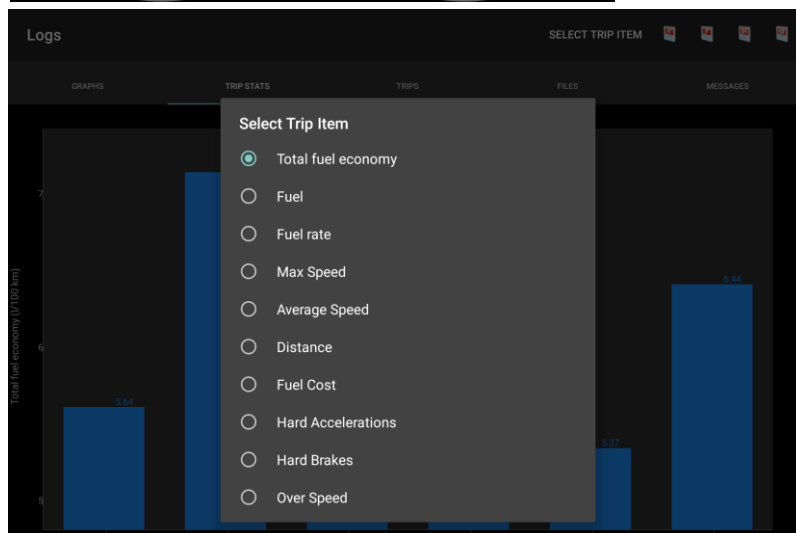 Logs
SELECT TRIP ITEM
GRAPHS
TRIP STATS
TRIPS
FILES
MESSAGES
Select Trip Item
Total fuel economy
Fuel
Fuel rate
Max Speed
Average Speed
Distance
Fuel Cost
Hard Accelerations
Hard Brakes
Over Speed
Total fuel economy (l/100 km)
7
6
5
5.64
5.37
6.44